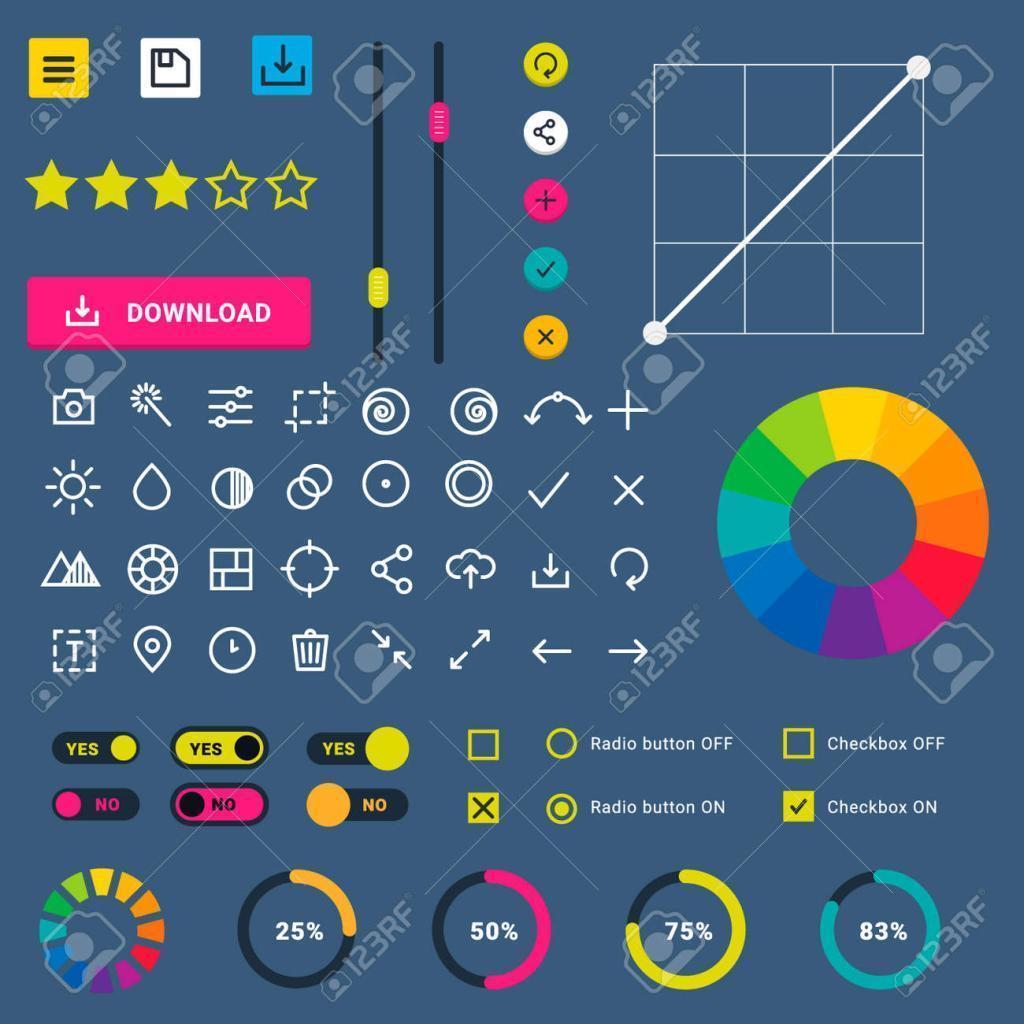 DOWNLOAD
T
YES YES YES
Radio button OFF
Checkbox OFF
NO NO NO
Radio button ON
Checkbox ON
25% 50% 75% 83%
123RF